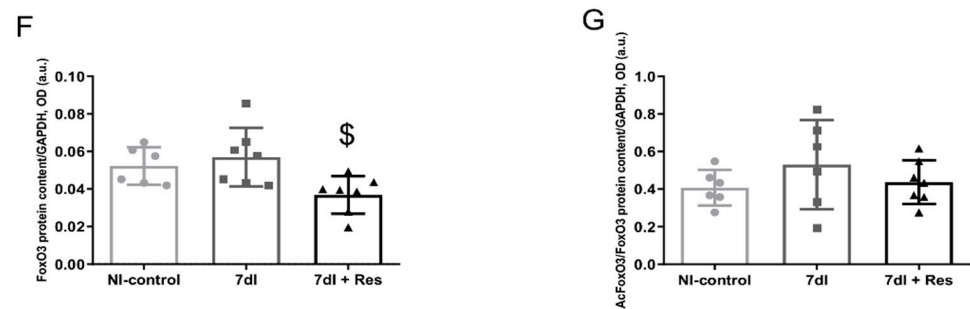 F
FoxO3 protein content/GAPDH, OD (a.u.)
0.10
0.08
0.06
0.04
0.02
0.00
$
NI-control 7dI 7dI + Res
G
AcFoxO3/FoxO3 protein content/GAPDH, OD (a.u.)
1.0
0.8
0.6
0.4
0.2
0.0
NI-control 7dI 7dI + Res